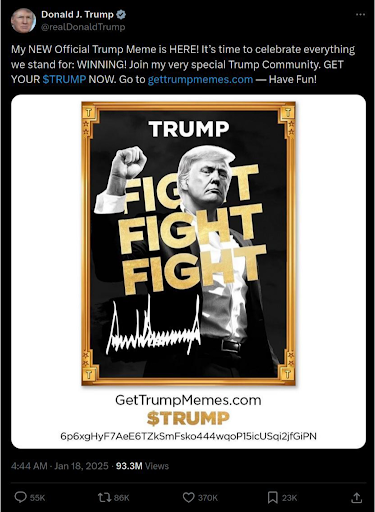 Donald J. Trump
@realDonaldTrump
My NEW Official Trump Meme is HERE! It's time to celebrate everything
we stand for: WINNING! Join my very special Trump Community. GET
YOUR $TRUMP NOW. Go to gettrumpmemes.com — Have Fun!
TRUMP
FIGHT
FIGHT
FIGHT
GetTrumpMemes.com
$TRUMP
6p6xgHyF7AeE6TZkSmFsko444wqoP15icUSqi2jfGiPN
4:44 AM · Jan 18, 2025 · 93.3M Views
55K 86K 370K 23K